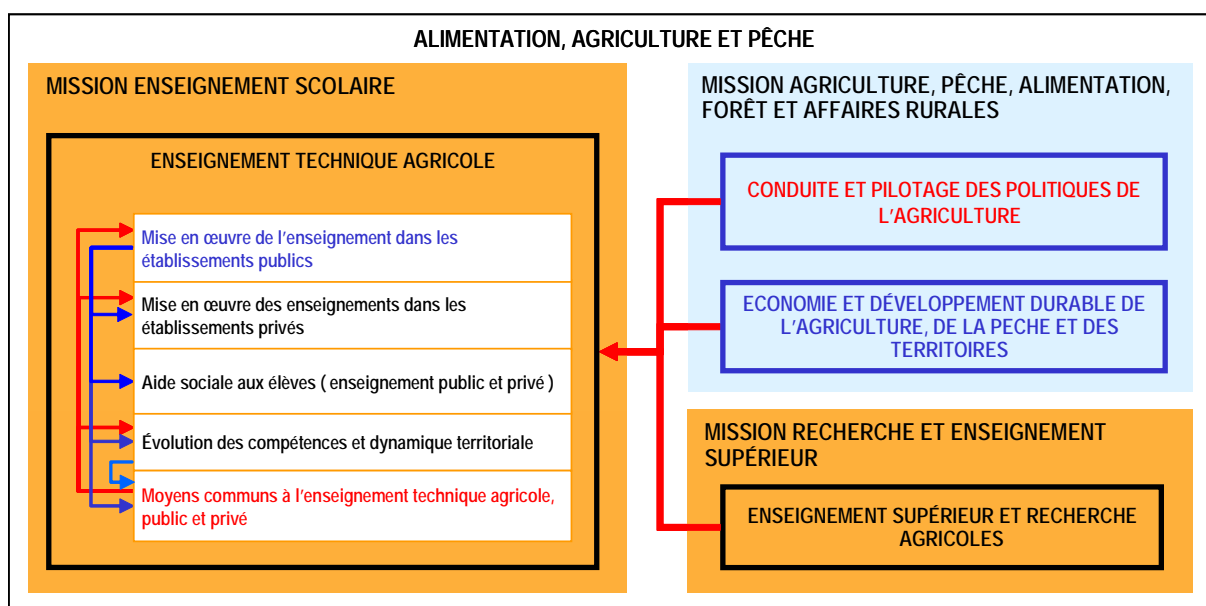 ALIMENTATION, AGRICULTURE ET PÊCHE
MISSION ENSEIGNEMENT SCOLAIRE
ENSEIGNEMENT TECHNIQUE AGRICOLE
Mise en œuvre de l'enseignement dans les
établissements publics
Mise en œuvre des enseignements dans les
établissements privés
Aide sociale aux élèves ( enseignement public et privé )
Évolution des compétences et dynamique territoriale
Moyens communs à l'enseignement technique agricole,
public et privé
MISSION AGRICULTURE, PÊCHE, ALIMENTATION,
FORÊT ET AFFAIRES RURALES
CONDUITE ET PILOTAGE DES POLITIQUES DE
L'AGRICULTURE
ECONOMIE ET DÉVELOPPEMENT DURABLE DE
L'AGRICULTURE, DE LA PECHE ET DES
TERRITOIRES
MISSION RECHERCHE ET ENSEIGNEMENT
SUPÉRIEUR
ENSEIGNEMENT SUPÉRIEUR ET RECHERCHE
AGRICOLES